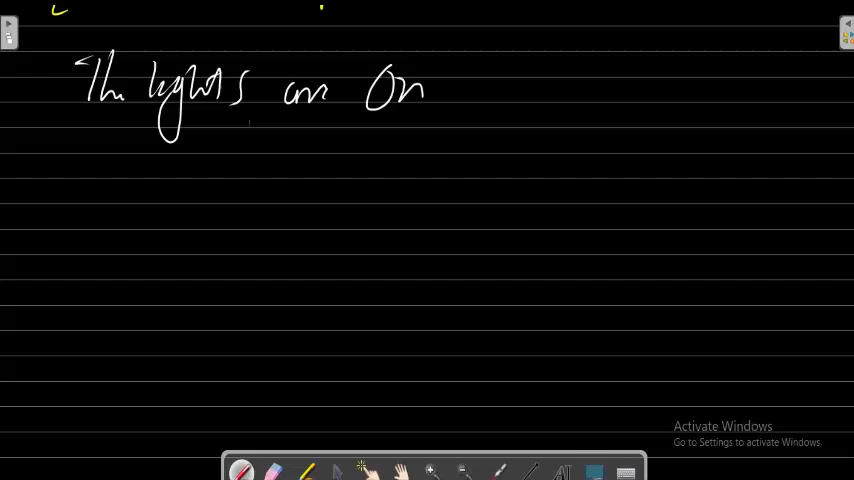 The lights are On
Activate Windows
Go to Settings to activate Windows.